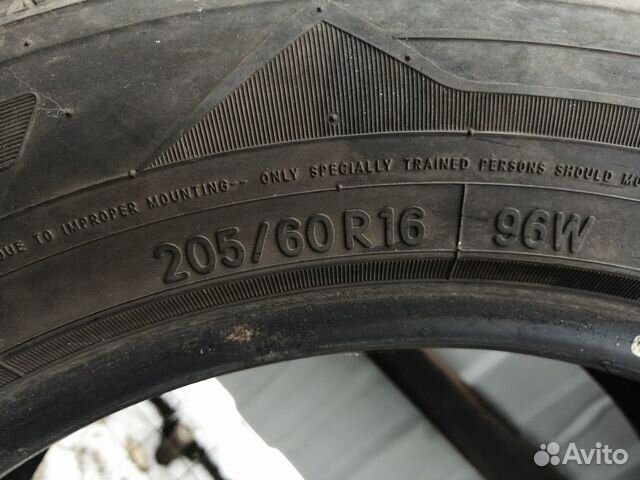 DUE TO IMPROPER MOUNTING-- ONLY SPECIALLY TRAINED PERSONS SHOULD
205/60R16 96W
Avito